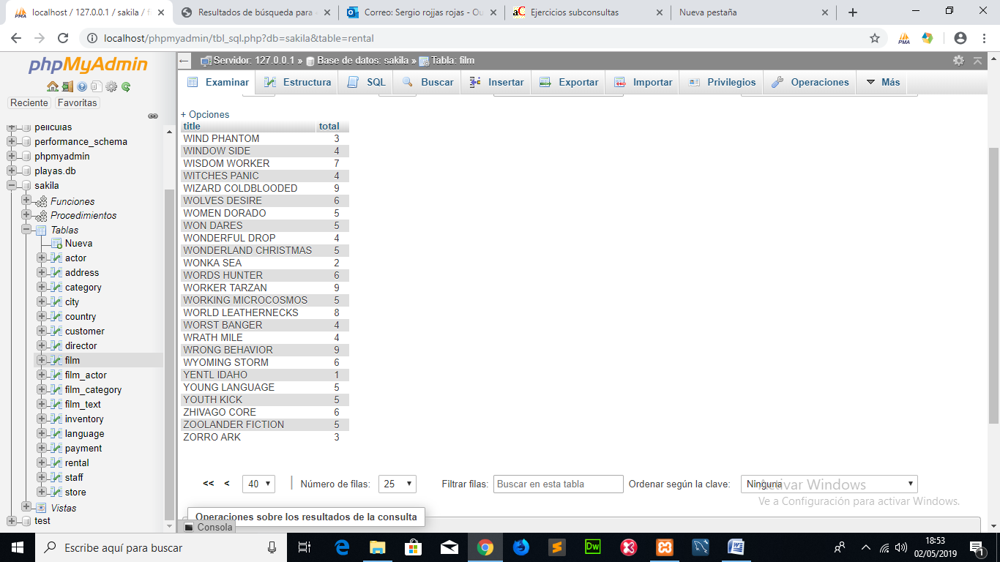 localhost / 127.0.0.1 / sakila / fi
Resultados de búsqueda para
Correo: Sergio rojjas rojas - Ou
aC Ejercicios subconsultas
Nueva pestaña
localhost/phpmyadmin/tbl_sql.php?db=sakila&table=rental
PMA
phpMyAdmin
Reciente Favoritas
peliculas
performance_schema
phpmyadmin
playas.db
sakila
Funciones
Procedimientos
Tablas
Nueva
actor
address
category
city
country
customer
director
film
film_actor
film_category
film_text
inventory
language
payment
rental
staff
store
Vistas
test
Servidor: 127.0.0.1 » Base de datos: sakila » Tabla: film
Examinar Estructura SQL Buscar Insertar Exportar Importar Privilegios Operaciones Más
+ Opciones
title total
WIND PHANTOM 3
WINDOW SIDE 4
WISDOM WORKER 7
WITCHES PANIC 4
WIZARD COLDBLOODED 9
WOLVES DESIRE 6
WOMEN DORADO 5
WON DARES 5
WONDERFUL DROP 4
WONDERLAND CHRISTMAS 5
WONKA SEA 2
WORDS HUNTER 6
WORKER TARZAN 9
WORKING MICROCOSMOS 5
WORLD LEATHERNECKS 8
WORST BANGER 4
WRATH MILE 4
WRONG BEHAVIOR 9
WYOMING STORM 6
YENTL IDAHO 1
YOUNG LANGUAGE 5
YOUTH KICK 5
ZHIVAGO CORE 6
ZOOLANDER FICTION 5
ZORRO ARK 3
<< < 40 Número de filas: 25 Filtrar filas: Buscar en esta tabla Ordenar según la clave: Ninguna
Activar Windows
Ve a Configuración para activar Windows.
Operaciones sobre los resultados de la consulta
Consola
Escribe aquí para buscar
Dw
18:53
02/05/2019
1